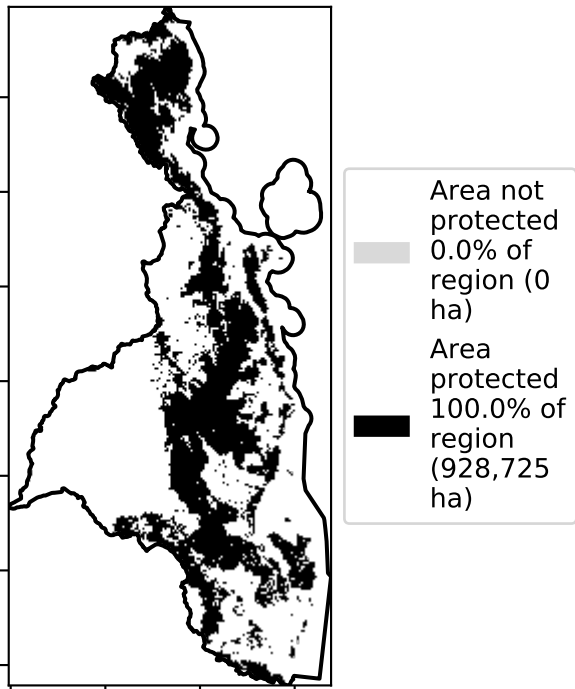 Area not
protected
0.0% of
region (0
ha)
Area
protected
100.0% of
region
(928,725
ha)